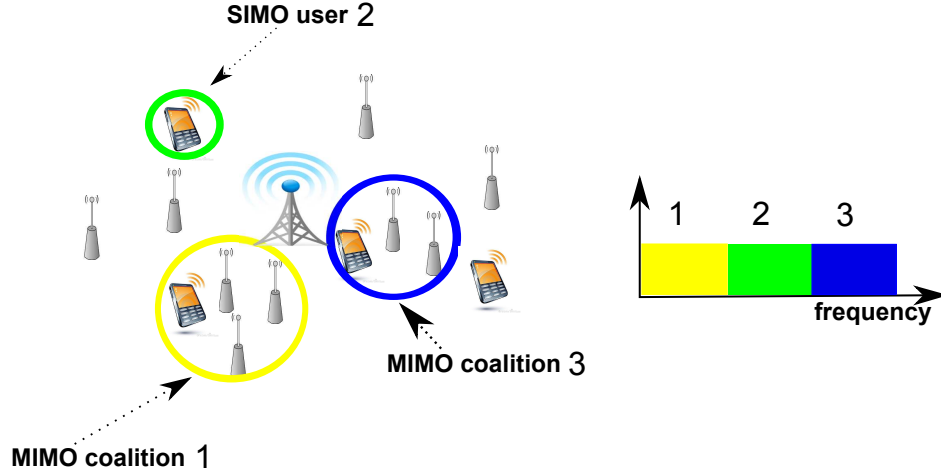 SIMO user 2
1 2 3
frequency
MIMO coalition 3
MIMO coalition 1